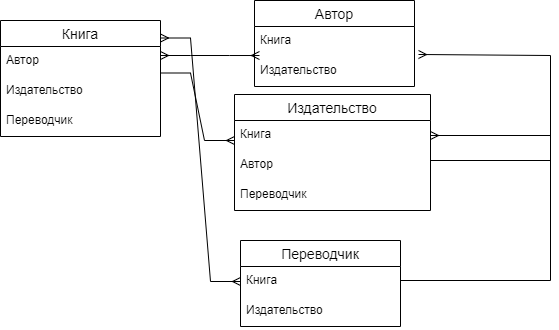 Книга
Автор
Издательство
Переводчик
Автор
Книга
Издательство
Издательство
Книга
Автор
Переводчик
Переводчик
Книга
Издательство